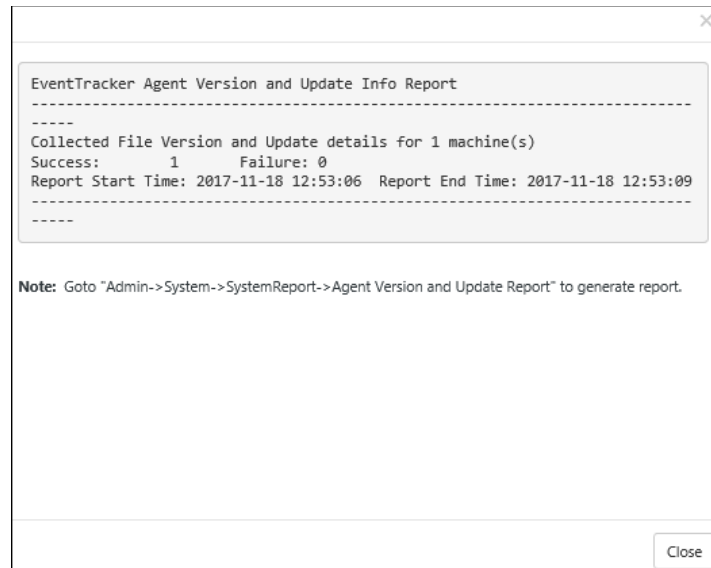 ×
EventTracker Agent Version and Update Info Report
---------------------------------------------------------------------------
-----
Collected File Version and Update details for 1 machine(s)
Success:        1       Failure: 0
Report Start Time: 2017-11-18 12:53:06  Report End Time: 2017-11-18 12:53:09
---------------------------------------------------------------------------
-----
Note: Goto "Admin->System->SystemReport->Agent Version and Update Report" to generate report.
Close